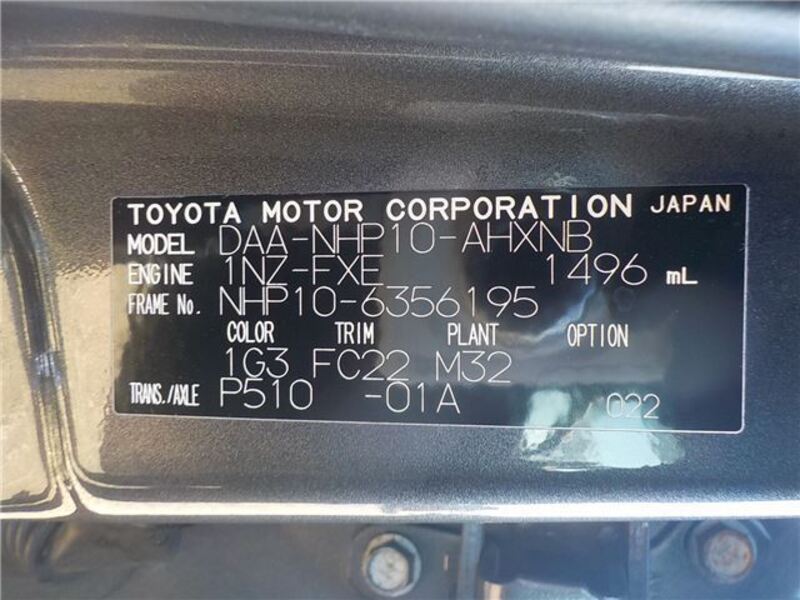 TOYOTA MOTOR CORPORATION JAPAN
MODEL DAA-NHP10-AHXNB
ENGINE 1NZ-FXE 1496 mL
FRAME No. NHP10-6356195
COLOR TRIM PLANT OPTION
1G3 FC22 M32
TRANS./AXLE P510 -01A 022